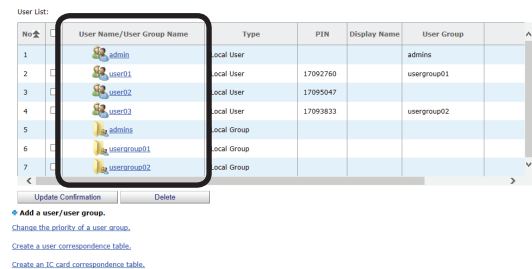 User List:
No User Name/User Group Name Type PIN Display Name User Group
1 admin Local User admins
2 user01 Local User 17092760 usergroup01
3 user02 Local User 17095047
4 user03 Local User 17093833 usergroup02
5 admins Local Group
6 usergroup01 Local Group
7 usergroup02 Local Group
Update Confirmation Delete
Add a user/user group.
Change the priority of a user group.
Create a user correspondence table.
Create an IC card correspondence table.